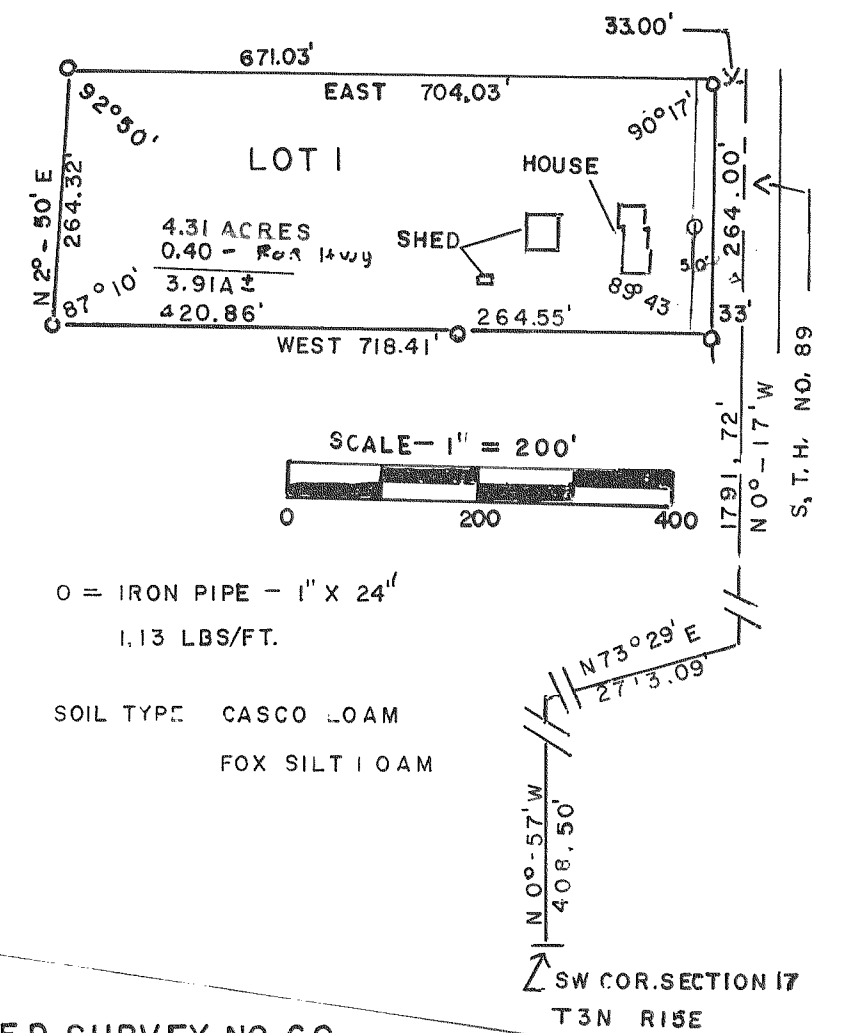 33.00'
671.03'
EAST 704.03'
92°50'
90°17'
LOT 1
HOUSE
N 2°-50' E
264.32'
264.00'
4.31 ACRES
0.40 - ROR Hwy
3.91A±
SHED
50'
87°10'
89°43
33'
420.86'
264.55'
WEST 718.41'
S.T.H. NO. 89
1791.72'
N 0°-17' W
SCALE- 1" = 200'
0 200 400
O = IRON PIPE - 1" X 24"
1.13 LBS/FT.
N 73°29' E
2713.09'
SOIL TYPE CASCO LOAM
FOX SILT LOAM
N 0°-57' W
408.50'
SW COR. SECTION 17
T3N R15E